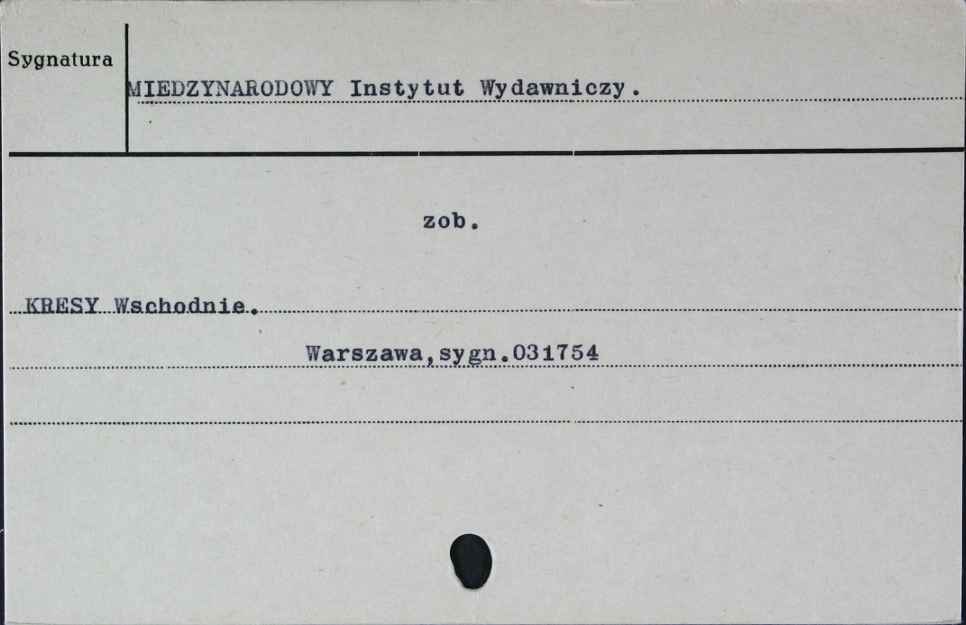 Sygnatura
MIEDZYNARODOWY Instytut Wydawniczy.
zob.
KRESY Wschodnie.
Warszawa,sygn.031754